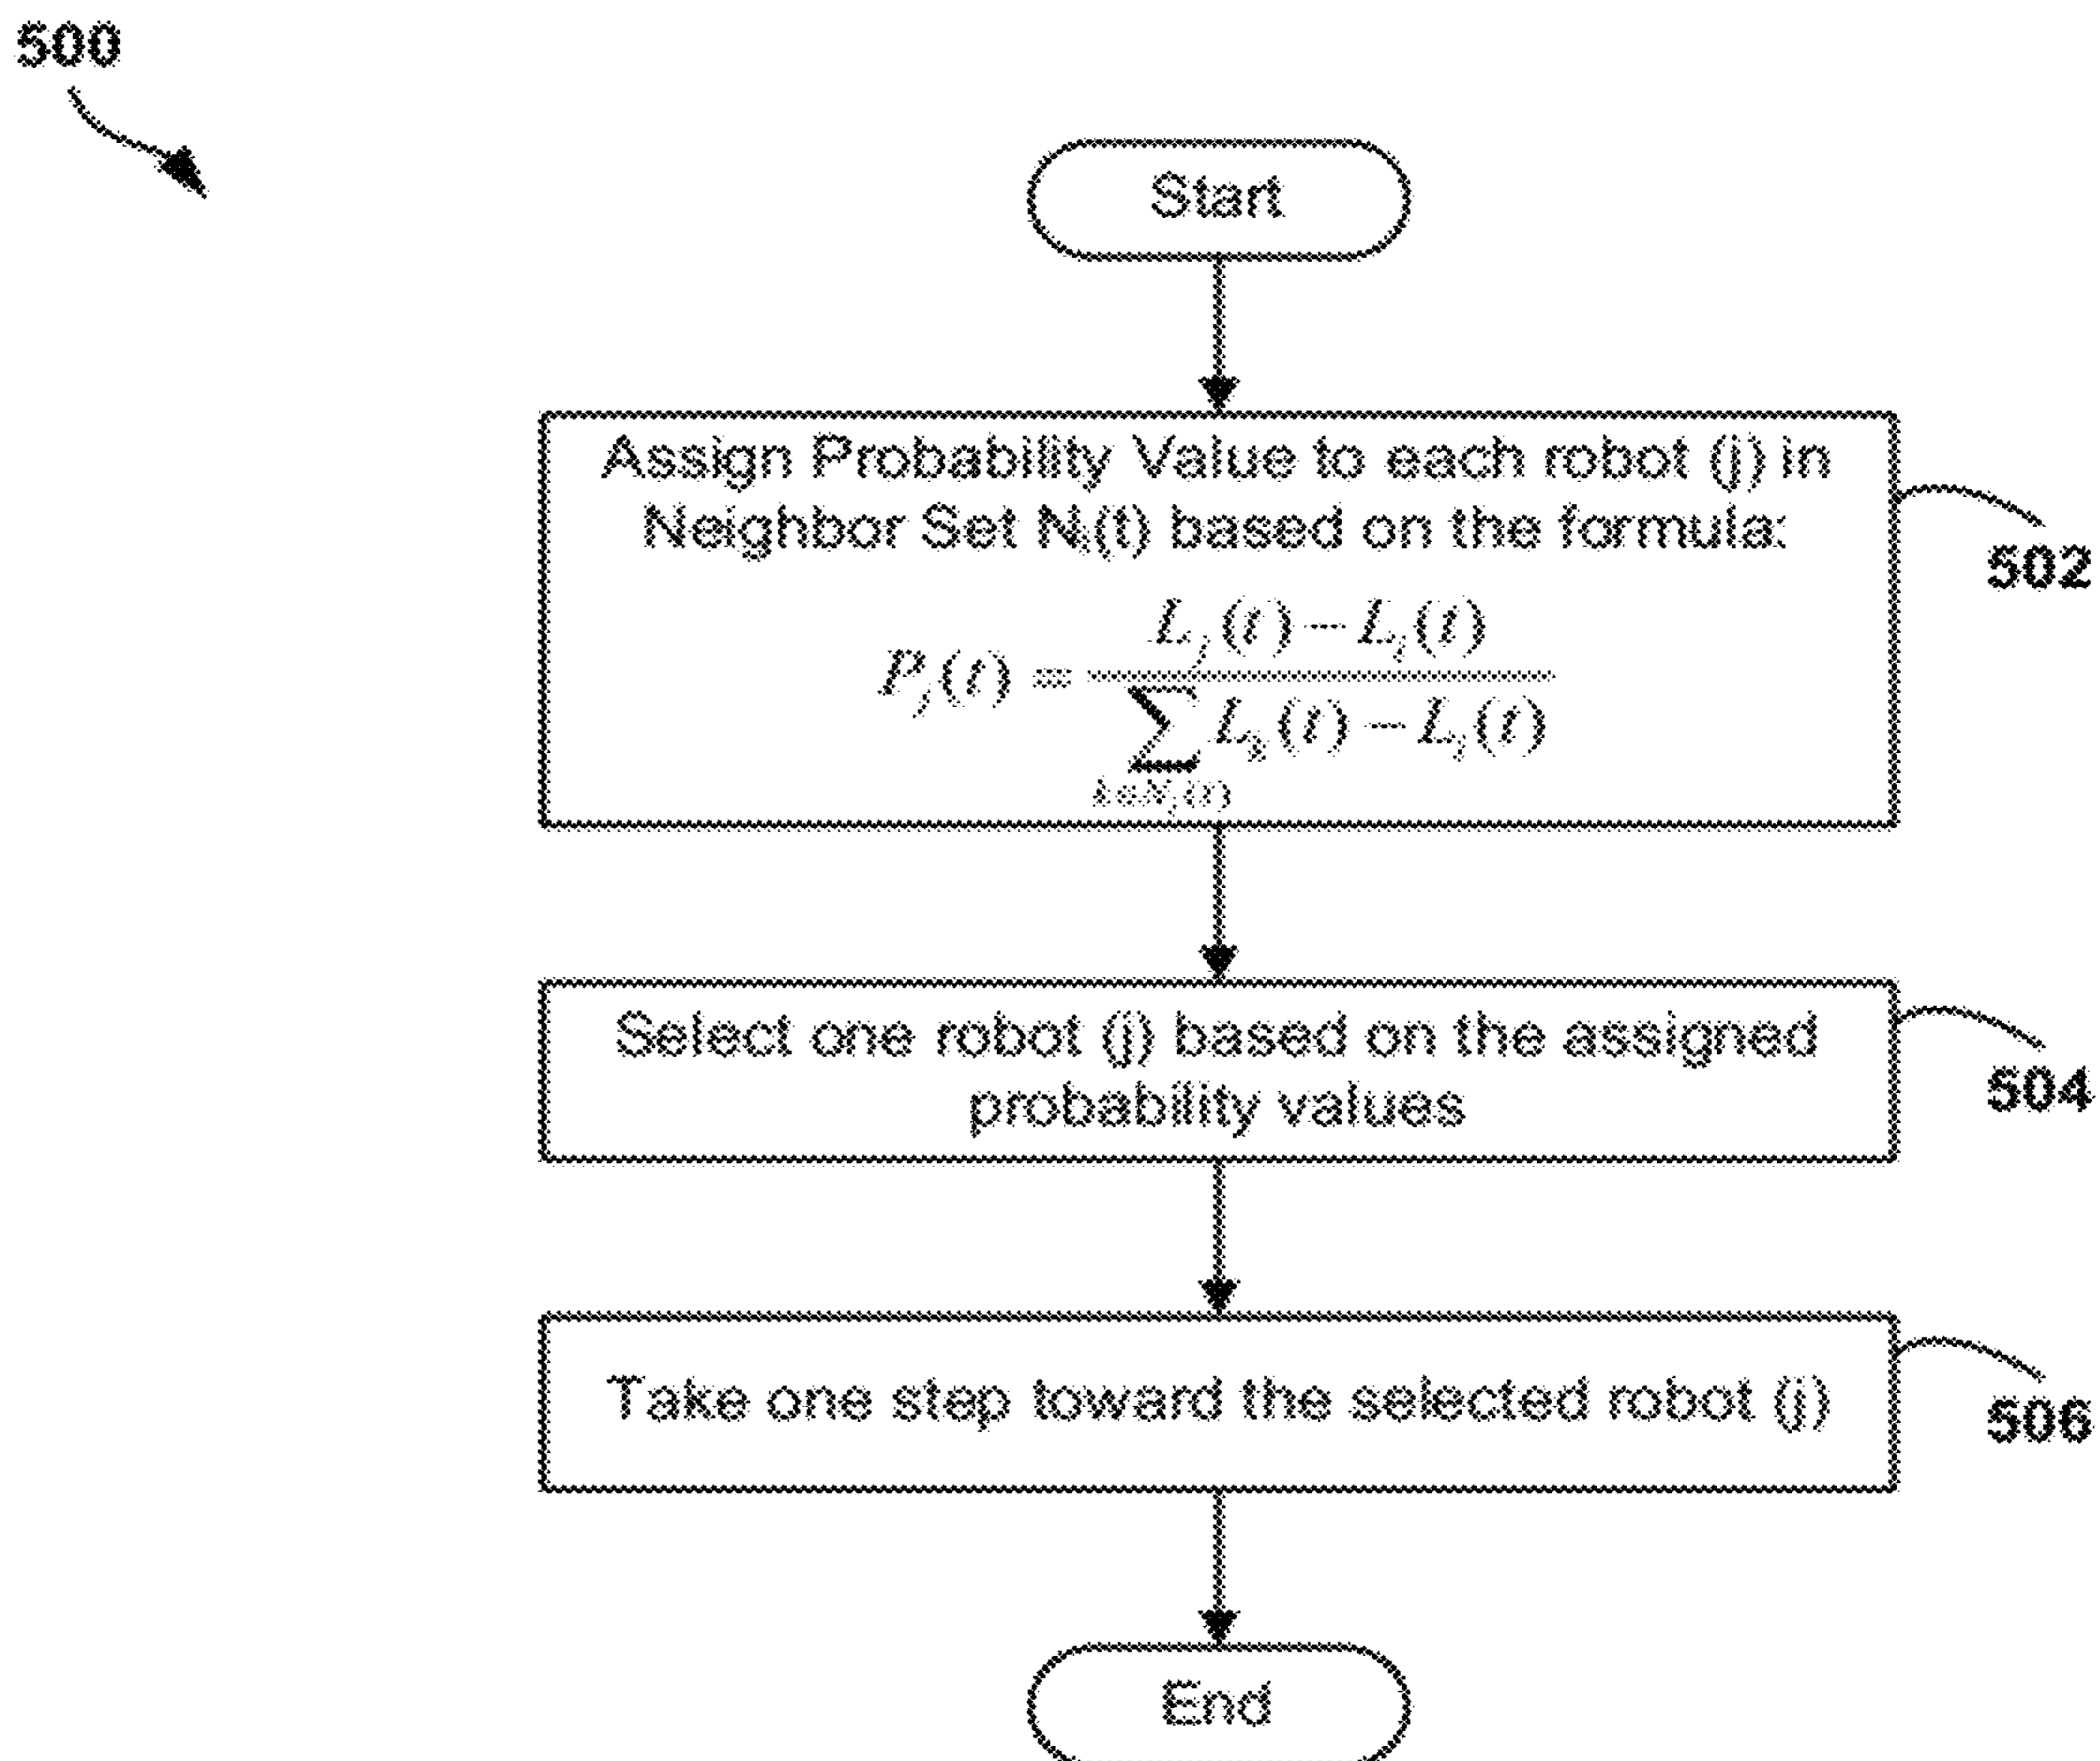 500
Start
Assign Probability Value to each robot (j) in
Neighbor Set Nᵢ(t) based on the formula:
Pⱼ(t) = (Lⱼ(t) − Lᵢ(t)) / (∑ₖ∈Nᵢ(t) Lₖ(t) − Lᵢ(t))
502
Select one robot (j) based on the assigned
probability values
504
Take one step toward the selected robot (j)
506
End